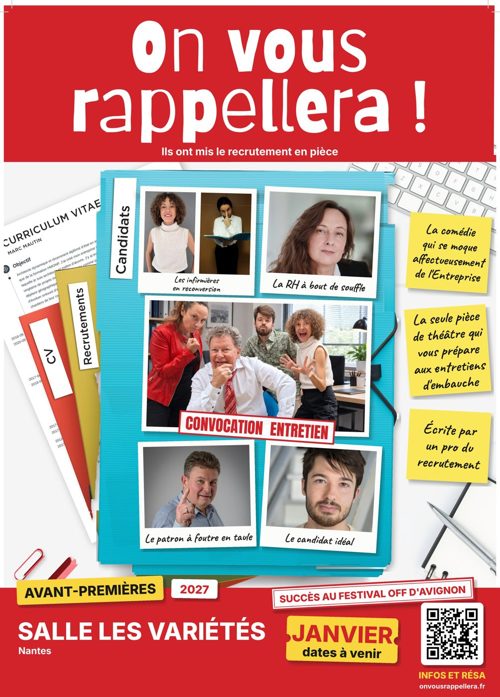 On vous
rappellera !
Ils ont mis le recrutement en pièce
CURRICULUM VITAE
MARC MAUTIN
Objectif
CV
Recrutements
Candidats
Les infirmières
en reconversion
La RH à bout de souffle
CONVOCATION ENTRETIEN
Le patron à foutre en taule
Le candidat idéal
La comédie
qui se moque
affectueusement
de l'Entreprise
La seule pièce
de théâtre qui
vous prépare
aux entretiens
d'embauche
Écrite par
un pro du
recrutement
AVANT-PREMIÈRES
2027
SUCCÈS AU FESTIVAL OFF D'AVIGNON
SALLE LES VARIÉTÉS
Nantes
JANVIER
dates à venir
INFOS ET RÉSA
onvousrappellera.fr